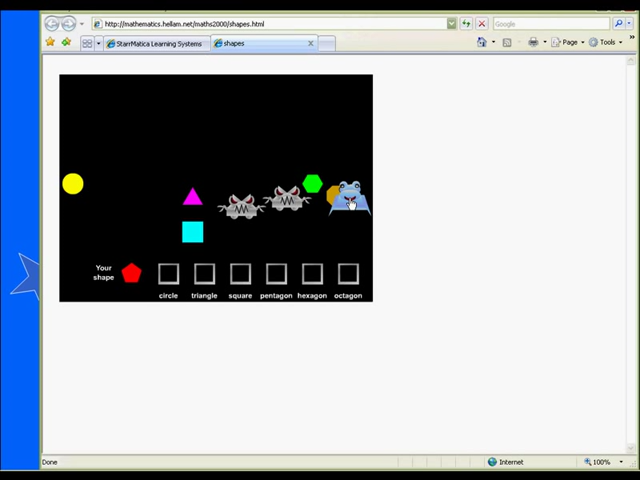 http://mathematics.hellam.net/maths2000/shapes.html
Google
StarrMatica Learning Systems
shapes
Page
Tools
Your
shape
circle triangle square pentagon hexagon octagon
Done
Internet
100%